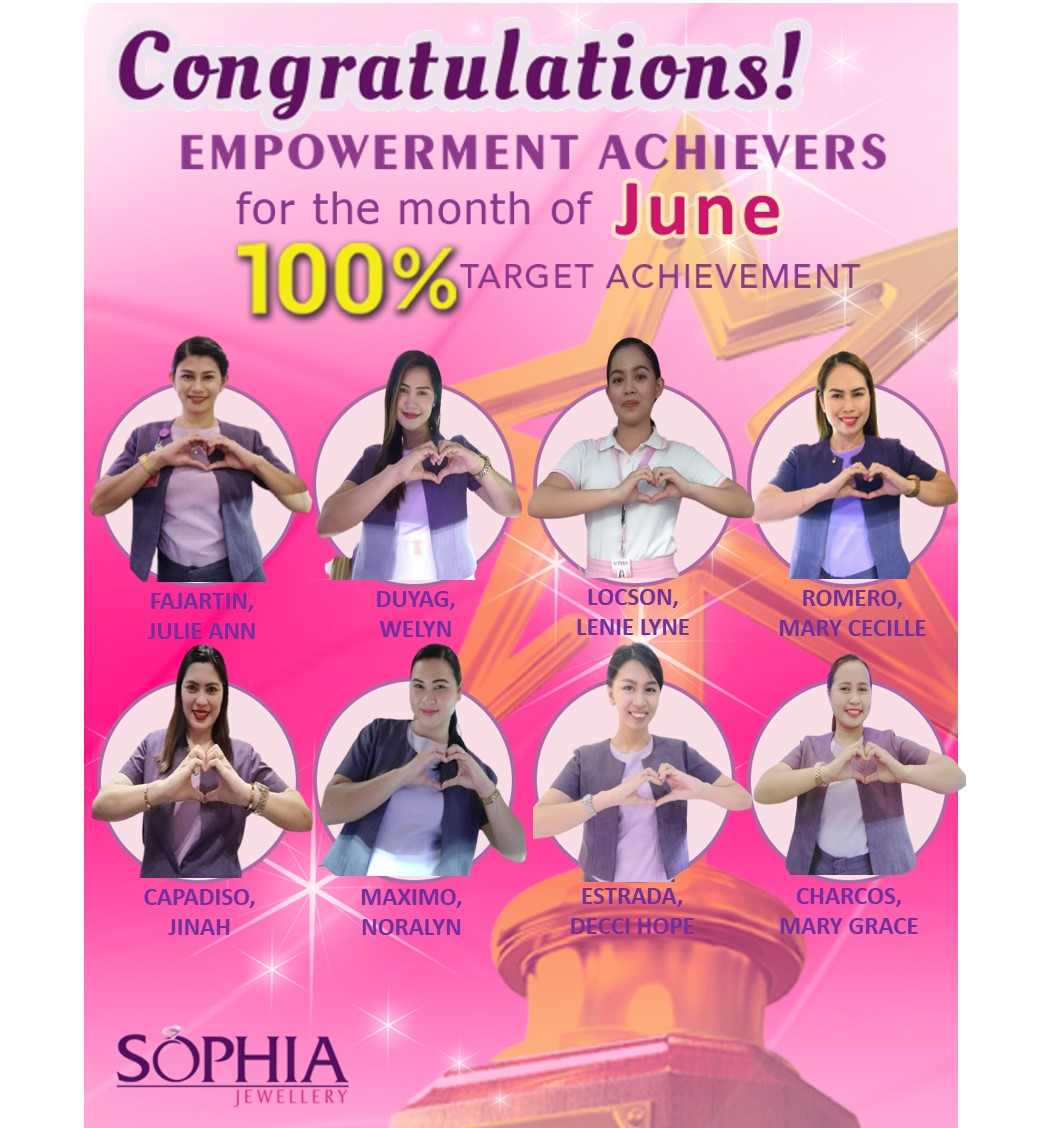 Congratulations!
EMPOWERMENT ACHIEVERS
for the month of June
100% TARGET ACHIEVEMENT
FAJARTIN,
JULIE ANN
DUYAG,
WELYN
LOCSON,
LENIE LYNE
ROMERO,
MARY CECILLE
CAPADISO,
JINAH
MAXIMO,
NORALYN
ESTRADA,
DECCI HOPE
CHARCOS,
MARY GRACE
SOPHIA
JEWELLERY